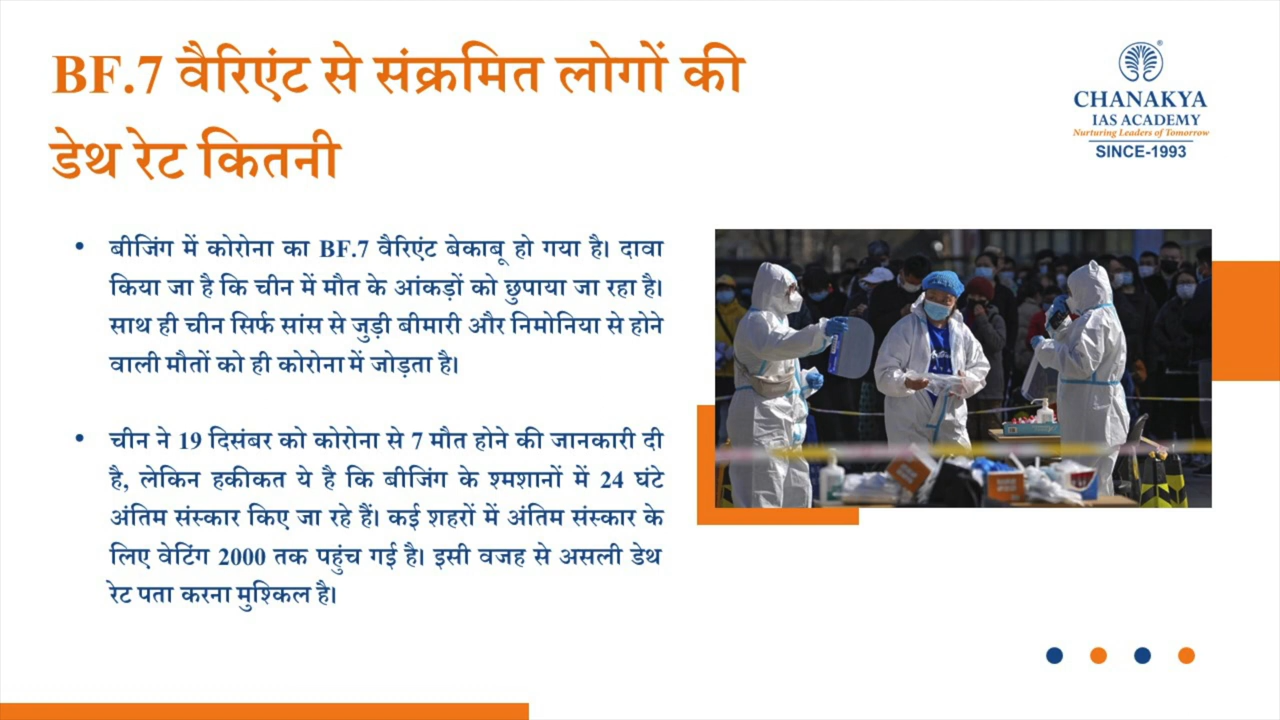 BF.7 वैरिएंट से संक्रमित लोगों की
डेथ रेट कितनी
CHANAKYA
IAS ACADEMY
Nurturing Leaders of Tomorrow
SINCE-1993
• बीजिंग में कोरोना का BF.7 वैरिएंट बेकाबू हो गया है। दावा
किया जा है कि चीन में मौत के आंकड़ों को छुपाया जा रहा है।
साथ ही चीन सिर्फ सांस से जुड़ी बीमारी और निमोनिया से होने
वाली मौतों को ही कोरोना में जोड़ता है।
• चीन ने 19 दिसंबर को कोरोना से 7 मौत होने की जानकारी दी
है, लेकिन हकीकत ये है कि बीजिंग के श्मशानों में 24 घंटे
अंतिम संस्कार किए जा रहे हैं। कई शहरों में अंतिम संस्कार के
लिए वेटिंग 2000 तक पहुंच गई है। इसी वजह से असली डेथ
रेट पता करना मुश्किल है।